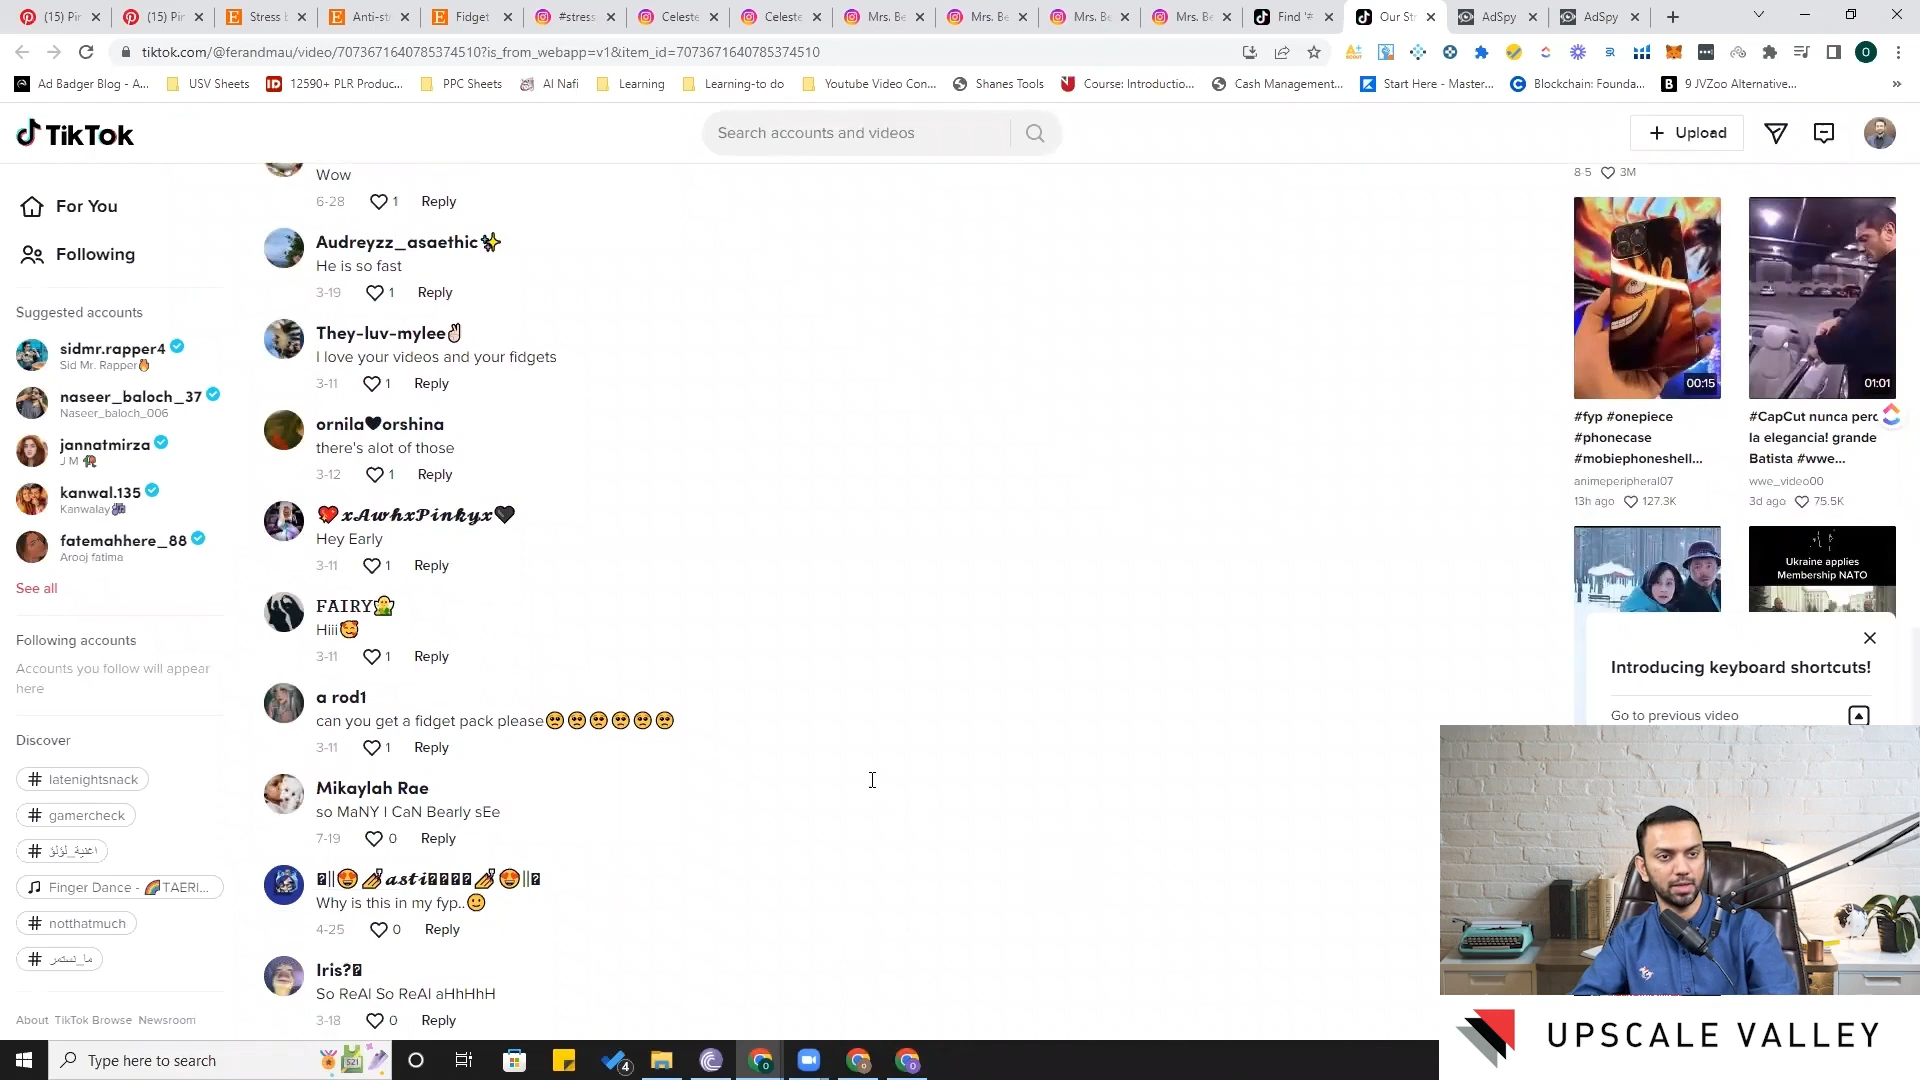 (15) Pir
(15) Pir
Stress b
Anti-str
Fidget
#stress
Celeste
Celeste
Mrs. Be
Mrs. Be
Mrs. Be
Mrs. Be
Find '#
Our Str
AdSpy
AdSpy
tiktok.com/@ferandmau/video/7073671640785374510?is_from_webapp=v1&item_id=7073671640785374510
Ad Badger Blog - A...
USV Sheets
12590+ PLR Produc...
PPC Sheets
Al Nafi
Learning
Learning-to do
Youtube Video Con...
Shanes Tools
Course: Introductio...
Cash Management...
Start Here - Master...
Blockchain: Founda...
9 JVZoo Alternative...
TikTok
Search accounts and videos
Upload
For You
Following
Suggested accounts
sidmr.rapper4
Sid Mr. Rapper🔥
naseer_baloch_37
Naseer_baloch_006
jannatmirza
J M 🥀
kanwal.135
Kanwalay
fatemahhere_88
Arooj fatima
See all
Following accounts
Accounts you follow will appear
here
Discover
# latenightsnack
# gamercheck
# اغنية_لؤلؤ
Finger Dance - 🌈TAERI...
# notthatmuch
# ما_نستمر
About TikTok Browse Newsroom
Wow
6-28 1 Reply
Audreyzz_asaethic✨
He is so fast
3-19 1 Reply
They-luv-mylee✌🏻
I love your videos and your fidgets
3-11 1 Reply
ornila🖤orshina
there's alot of those
3-12 1 Reply
💖𝔁𝓐𝔀𝓱𝔁𝓟𝓲𝓷𝓴𝔂𝔁🖤
Hey Early
3-11 1 Reply
FAIRY🧝
Hiii🥰
3-11 1 Reply
a rod1
can you get a fidget pack please🥺🥺🥺🥺🥺🥺
3-11 1 Reply
Mikaylah Rae
so MaNY I CaN Bearly sEe
7-19 0 Reply
||😍💅𝓪𝓼𝓽𝓲💅😍||
Why is this in my fyp..🙂
4-25 0 Reply
Iris?
So ReAl So ReAl aHhHhH
3-18 0 Reply
8-5 3M
00:15
01:01
#fyp #onepiece
#phonecase
#mobiephoneshell...
animeperipheral07
13h ago 127.3K
#CapCut nunca perd
la elegancia! grande
Batista #wwe...
wwe_video00
3d ago 75.5K
Ukraine applies
Membership NATO
Introducing keyboard shortcuts!
Go to previous video
UPSCALE VALLEY
Type here to search
521
4